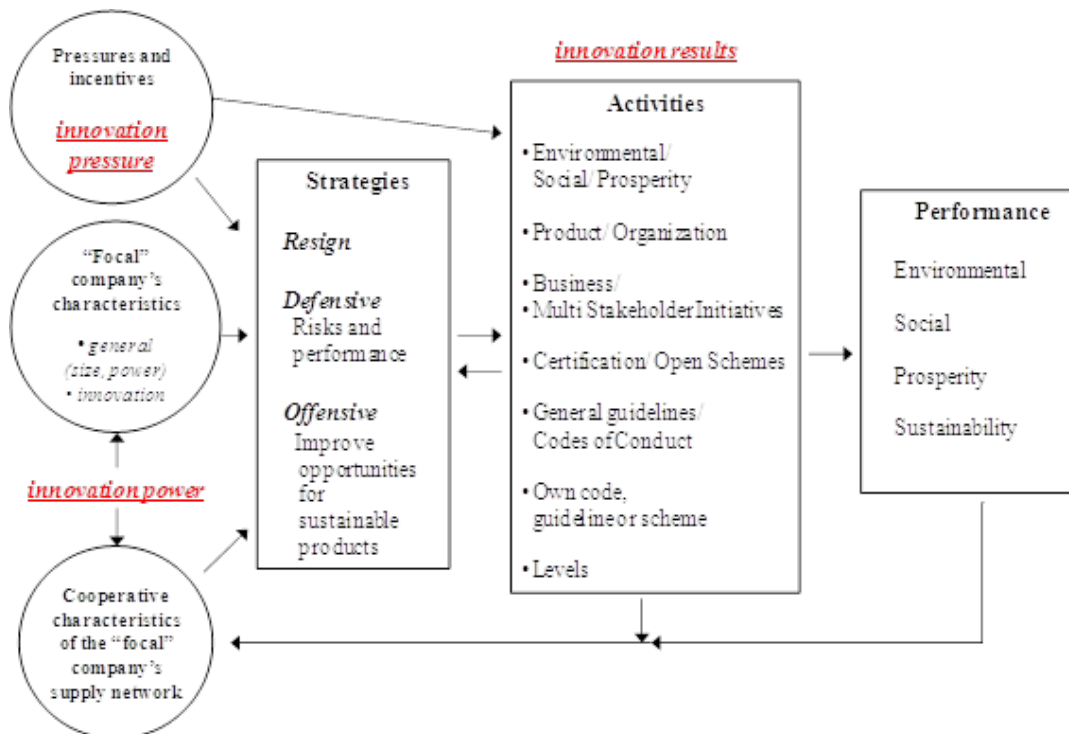 Pressures and
incentives
innovation
pressure
"Focal"
company's
characteristics
• general
(size, power)
• innovation
innovation power
Cooperative
characteristics
of the "focal"
company's
supply network
Strategies
Resign
Defensive
Risks and
performance
Offensive
Improve
opportunities
for
sustainable
products
innovation results
Activities
• Environmental/
Social/ Prosperity
• Product/ Organization
• Business/
• Multi Stakeholder Initiatives
• Certification/ Open Schemes
• General guidelines/
Codes of Conduct
• Own code,
guideline or scheme
• Levels
Performance
Environmental
Social
Prosperity
Sustainability